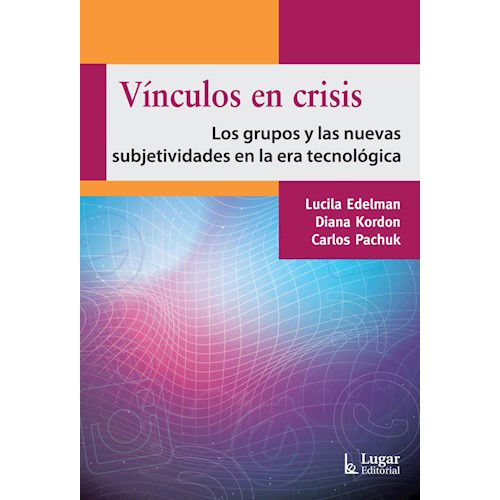 Vínculos en crisis
Los grupos y las nuevas
subjetividades en la era tecnológica
Lucila Edelman
Diana Kordon
Carlos Pachuk
Lugar
Editorial